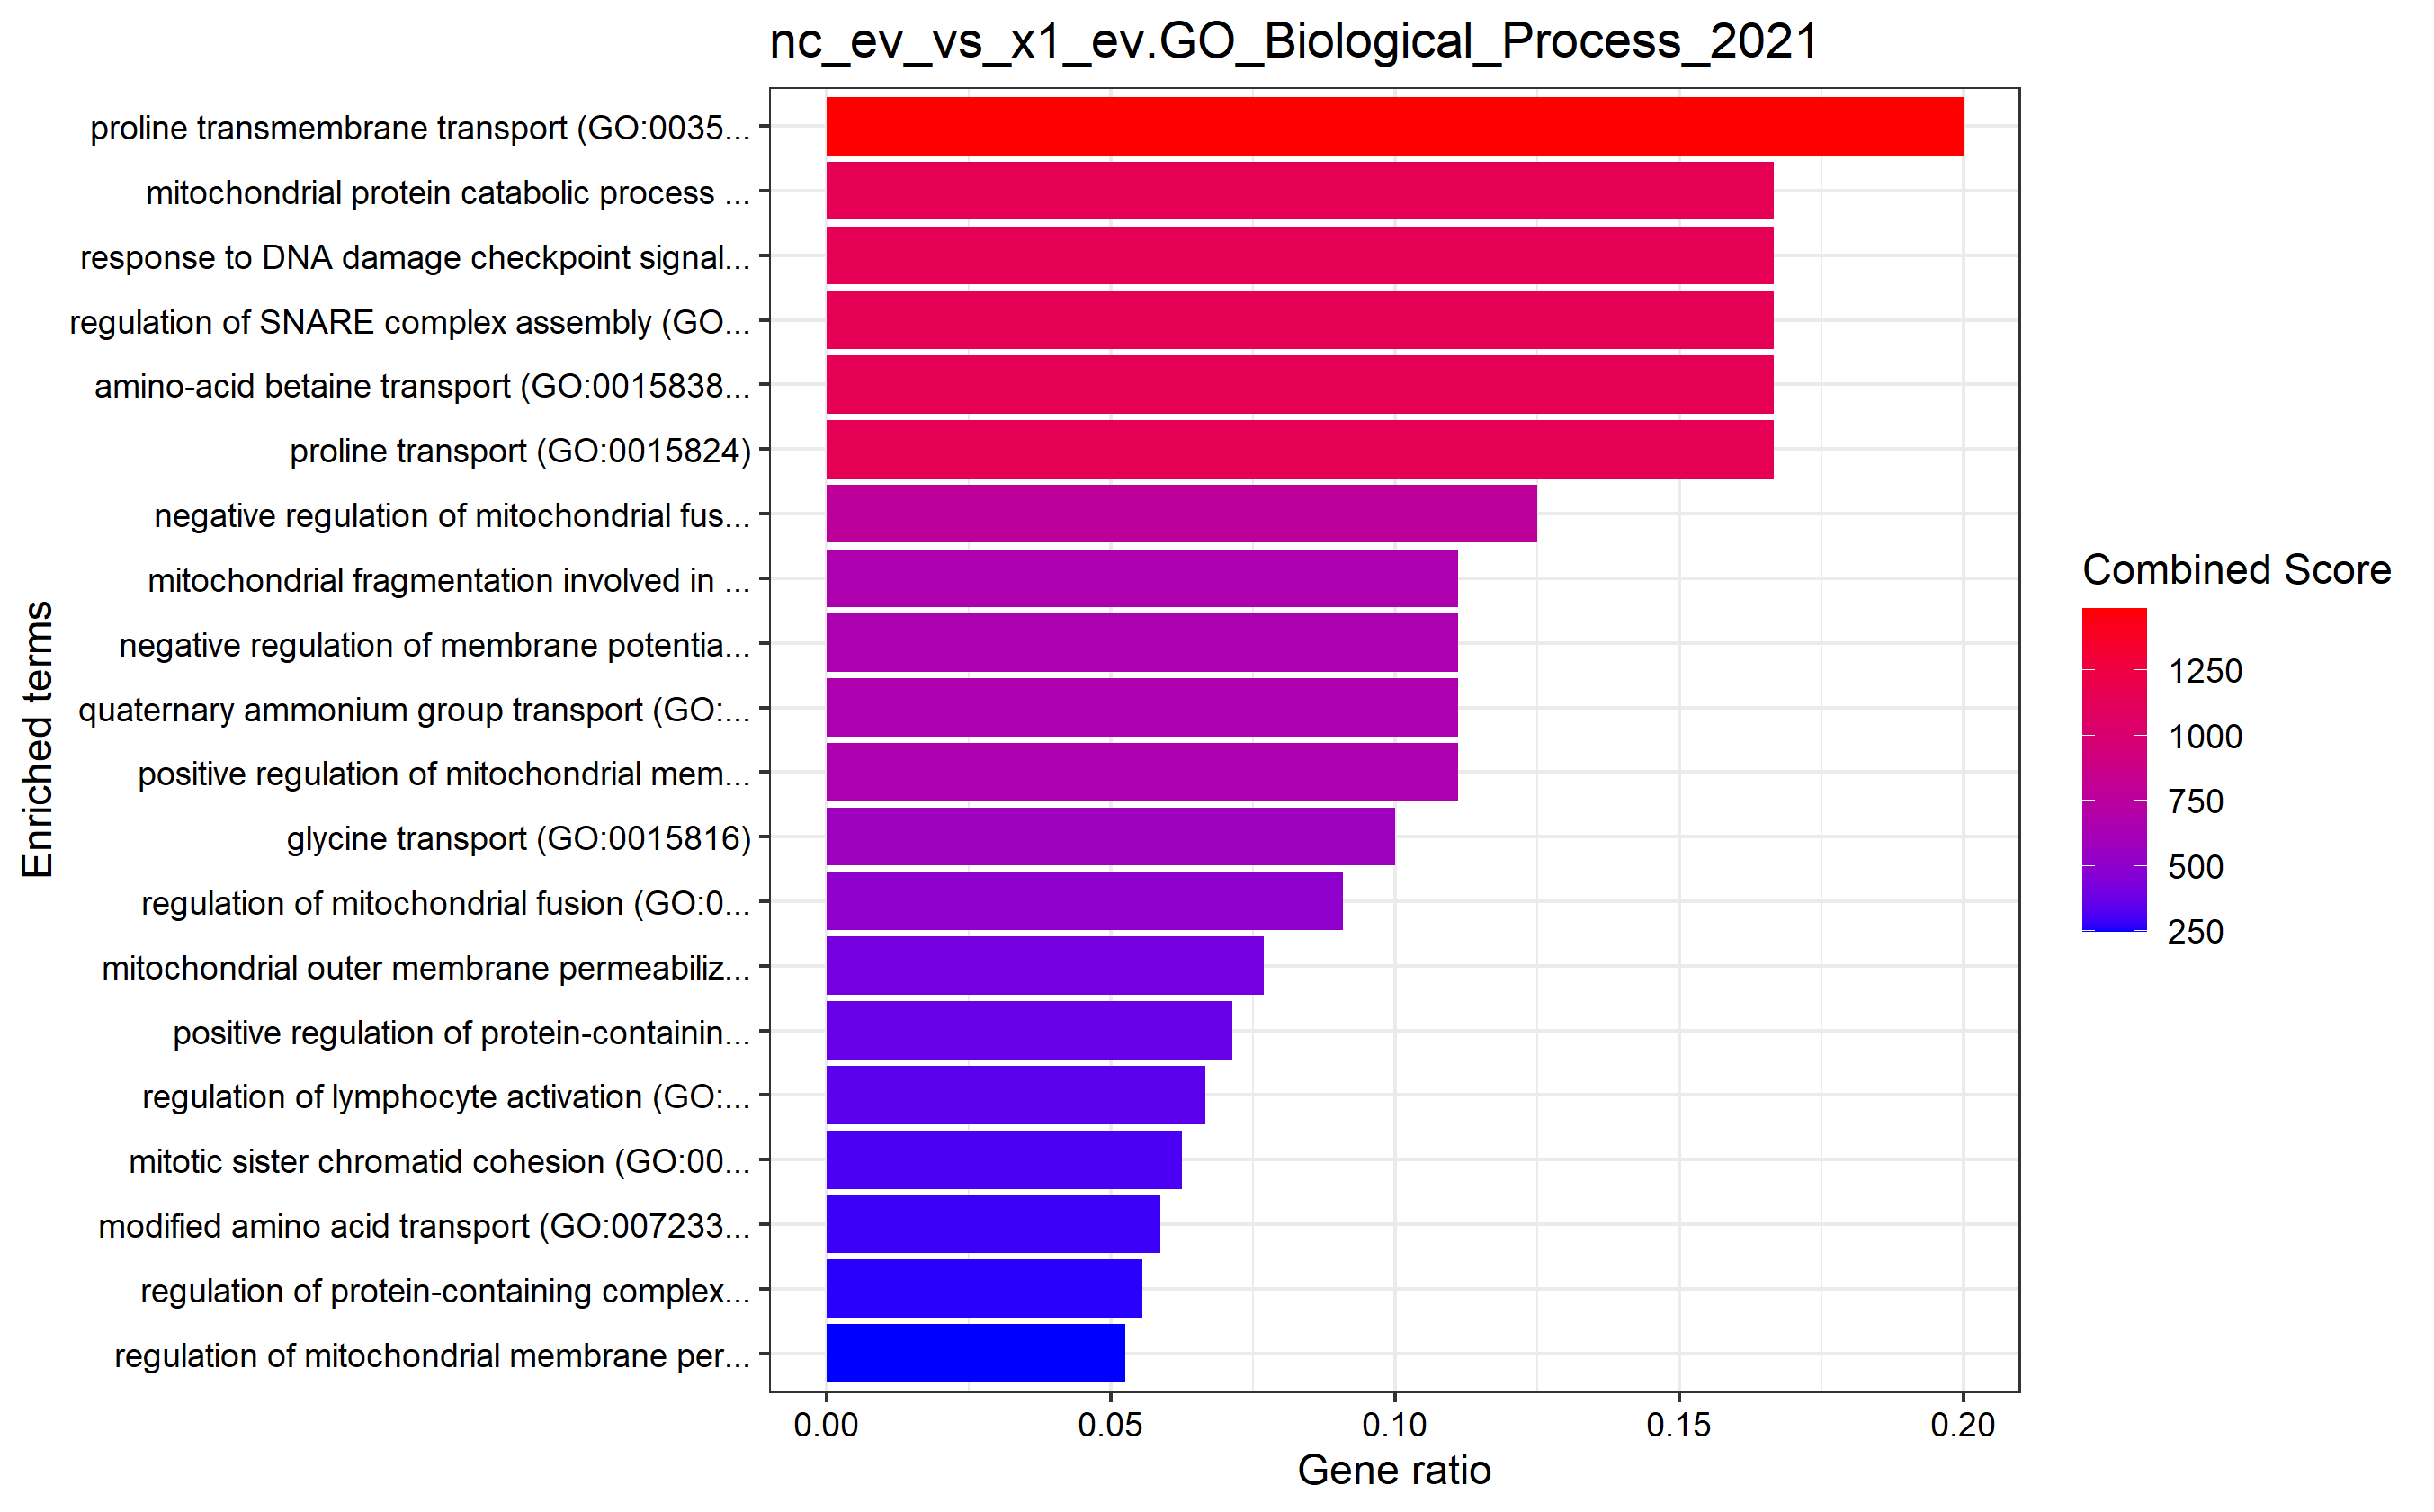 nc_ev_vs_x1_ev.GO_Biological_Process_2021
Enriched terms
proline transmembrane transport (GO:0035...
mitochondrial protein catabolic process ...
response to DNA damage checkpoint signal...
regulation of SNARE complex assembly (GO...
amino-acid betaine transport (GO:0015838...
proline transport (GO:0015824)
negative regulation of mitochondrial fus...
mitochondrial fragmentation involved in ...
negative regulation of membrane potentia...
quaternary ammonium group transport (GO:...
positive regulation of mitochondrial mem...
glycine transport (GO:0015816)
regulation of mitochondrial fusion (GO:0...
mitochondrial outer membrane permeabiliz...
positive regulation of protein-containin...
regulation of lymphocyte activation (GO:...
mitotic sister chromatid cohesion (GO:00...
modified amino acid transport (GO:007233...
regulation of protein-containing complex...
regulation of mitochondrial membrane per...
0.00 0.05 0.10 0.15 0.20
Gene ratio
Combined Score
1250
1000
750
500
250